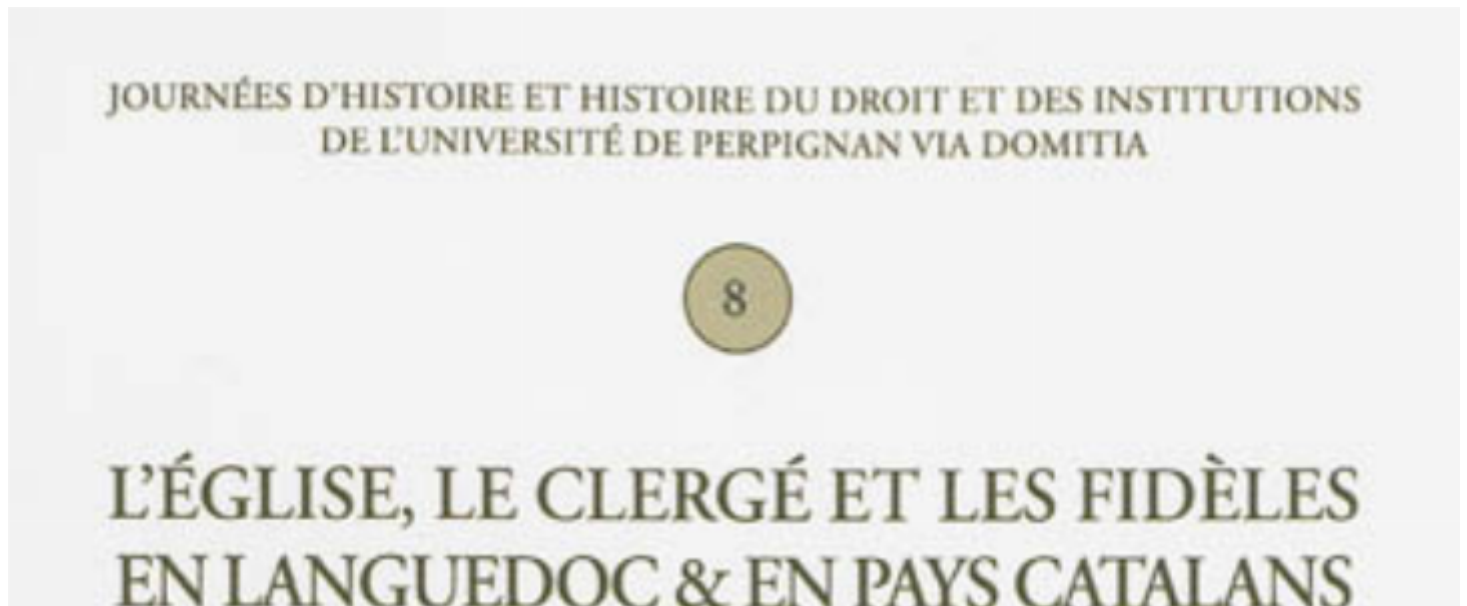 JOURNÉES D'HISTOIRE ET HISTOIRE DU DROIT ET DES INSTITUTIONS
DE L'UNIVERSITÉ DE PERPIGNAN VIA DOMITIA
8
L'ÉGLISE, LE CLERGÉ ET LES FIDÈLES
EN LANGUEDOC & EN PAYS CATALANS